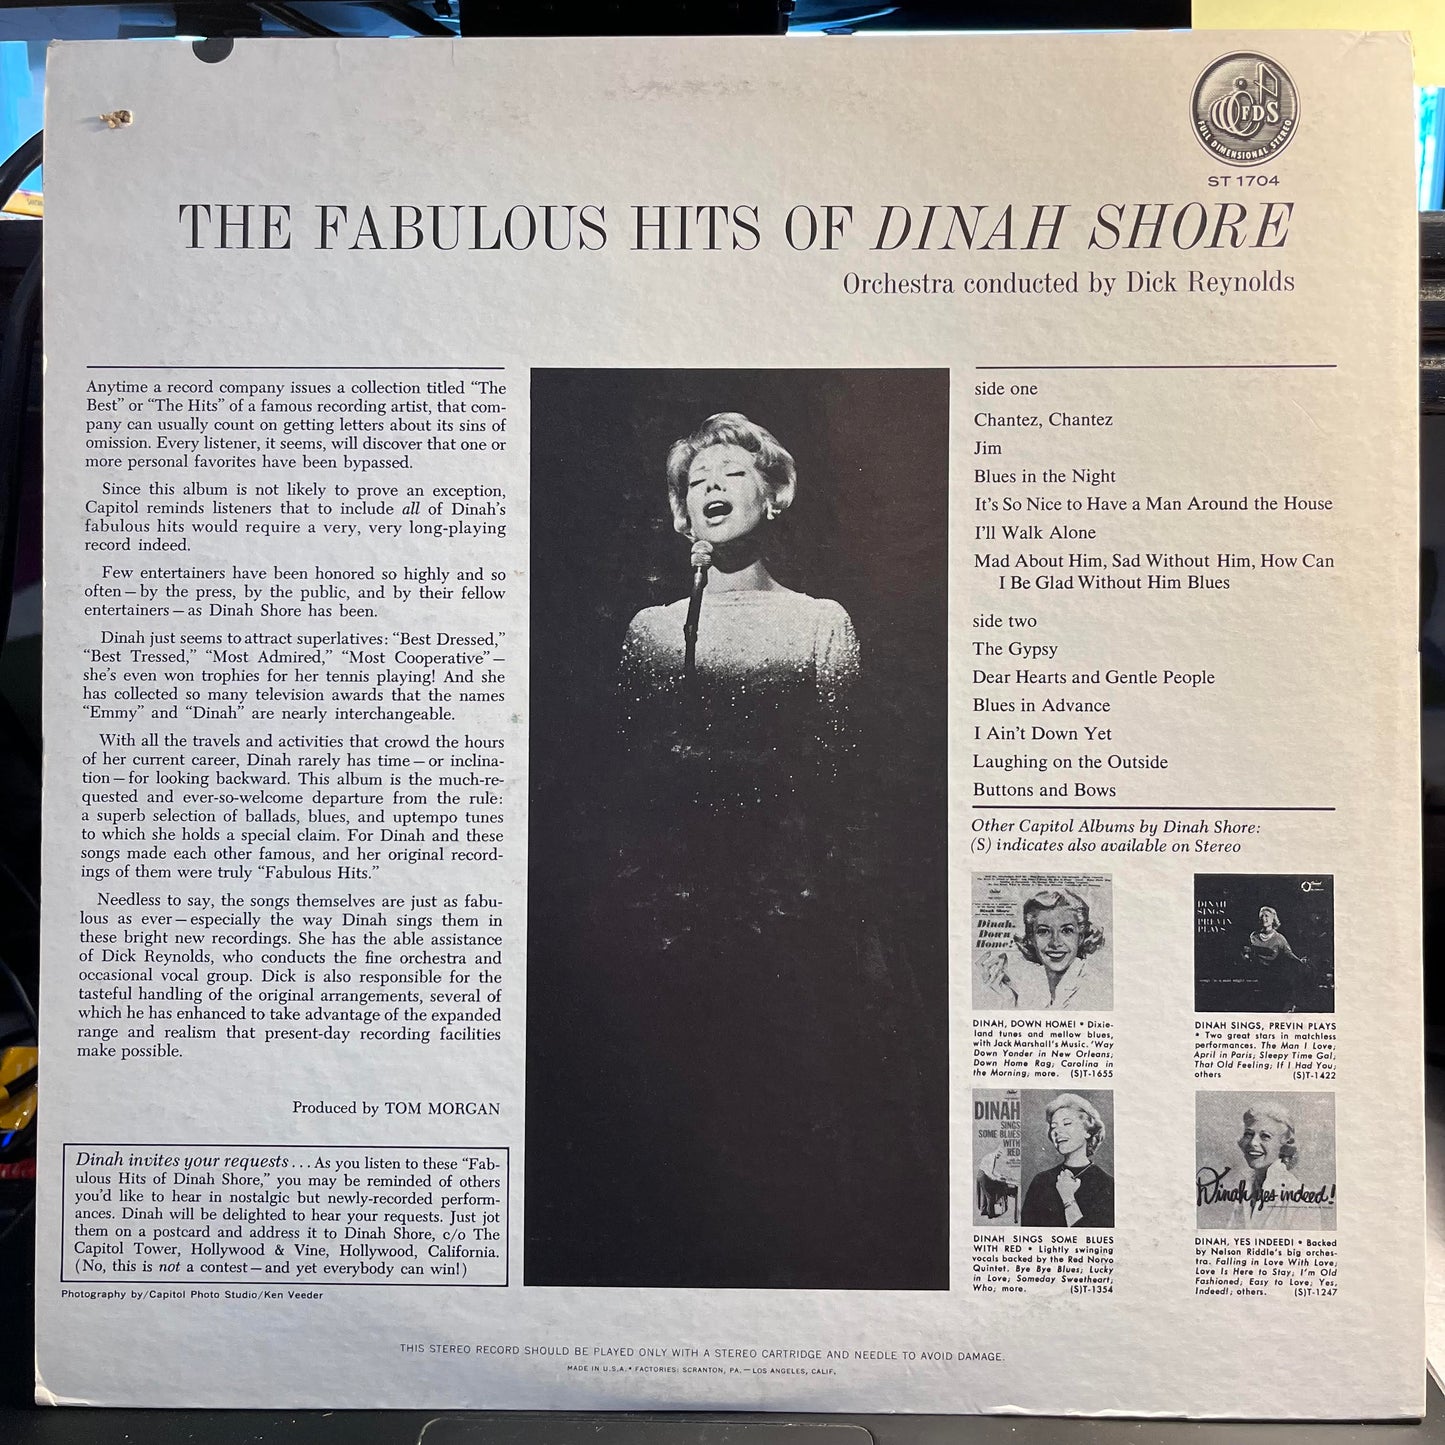 FDS
FULL DIMENSIONAL STEREO
ST 1704
THE FABULOUS HITS OF DINAH SHORE
Orchestra conducted by Dick Reynolds
Anytime a record company issues a collection titled “The
Best” or “The Hits” of a famous recording artist, that com-
pany can usually count on getting letters about its sins of
omission. Every listener, it seems, will discover that one or
more personal favorites have been bypassed.
Since this album is not likely to prove an exception,
Capitol reminds listeners that to include all of Dinah’s
fabulous hits would require a very, very long-playing
record indeed.
Few entertainers have been honored so highly and so
often—by the press, by the public, and by their fellow
entertainers—as Dinah Shore has been.
Dinah just seems to attract superlatives: “Best Dressed,”
“Best Tressed,” “Most Admired,” “Most Cooperative”—
she’s even won trophies for her tennis playing! And she
has collected so many television awards that the names
“Emmy” and “Dinah” are nearly interchangeable.
With all the travels and activities that crowd the hours
of her current career, Dinah rarely has time—or inclina-
tion—for looking backward. This album is the much-re-
quested and ever-so-welcome departure from the rule:
a superb selection of ballads, blues, and uptempo tunes
to which she holds a special claim. For Dinah and these
songs made each other famous, and her original record-
ings of them were truly “Fabulous Hits.”
Needless to say, the songs themselves are just as fabu-
lous as ever—especially the way Dinah sings them in
these bright new recordings. She has the able assistance
of Dick Reynolds, who conducts the fine orchestra and
occasional vocal group. Dick is also responsible for the
tasteful handling of the original arrangements, several of
which he has enhanced to take advantage of the expanded
range and realism that present-day recording facilities
make possible.
Produced by TOM MORGAN
Dinah invites your requests . . . As you listen to these “Fab-
ulous Hits of Dinah Shore,” you may be reminded of others
you’d like to hear in nostalgic but newly-recorded perform-
ances. Dinah will be delighted to hear your requests. Just jot
them on a postcard and address it to Dinah Shore, c/o The
Capitol Tower, Hollywood & Vine, Hollywood, California.
(No, this is not a contest—and yet everybody can win!)
Photography by/Capitol Photo Studio/Ken Veeder
side one
Chantez, Chantez
Jim
Blues in the Night
It’s So Nice to Have a Man Around the House
I’ll Walk Alone
Mad About Him, Sad Without Him, How Can
I Be Glad Without Him Blues
side two
The Gypsy
Dear Hearts and Gentle People
Blues in Advance
I Ain’t Down Yet
Laughing on the Outside
Buttons and Bows
Other Capitol Albums by Dinah Shore:
(S) indicates also available on Stereo
Dinah,
Down
Home!
DINAH, DOWN HOME! • Dixie-
land tunes and mellow blues,
with Jack Marshall’s Music. ’Way
Down Yonder in New Orleans;
Down Home Rag; Carolina in
the Morning; more. (S)T-1655
DINAH
SINGS
PREVIN
PLAYS
DINAH SINGS, PREVIN PLAYS
• Two great stars in matchless
performances. The Man I Love;
April in Paris; Sleepy Time Gal;
That Old Feeling; If I Had You;
others (S)T-1422
DINAH
SINGS
SOME BLUES
WITH
RED
DINAH SINGS SOME BLUES
WITH RED • Lightly swinging
vocals backed by the Red Norvo
Quintet. Bye Bye Blues; Lucky
in Love; Someday Sweetheart;
Who; more. (S)T-1354
Dinah, yes indeed!
DINAH, YES INDEED! • Backed
by Nelson Riddle’s big orches-
tra. Falling in Love With Love;
Love Is Here to Stay; I’m Old
Fashioned; Easy to Love; Yes,
Indeed!; others. (S)T-1247
THIS STEREO RECORD SHOULD BE PLAYED ONLY WITH A STEREO CARTRIDGE AND NEEDLE TO AVOID DAMAGE.
MADE IN U.S.A. • FACTORIES: SCRANTON, PA.—LOS ANGELES, CALIF.